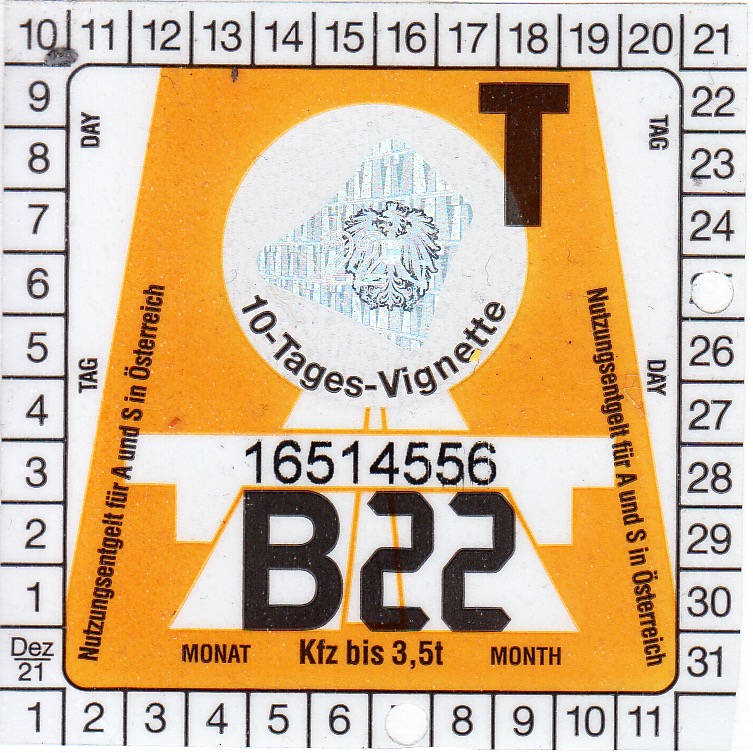 10 11 12 13 14 15 16 17 18 19 20 21
9
8
7
6
5
4
3
2
1
Dez
21
22
23
24
26
27
28
29
30
31
DAY
TAG
T
10-Tages-Vignette
TAG
DAY
Nutzungsentgelt für A und S in Österreich
Nutzungsentgelt für A und S in Österreich
16514556
B22
MONAT Kfz bis 3,5t MONTH
1 2 3 4 5 6 8 9 10 11